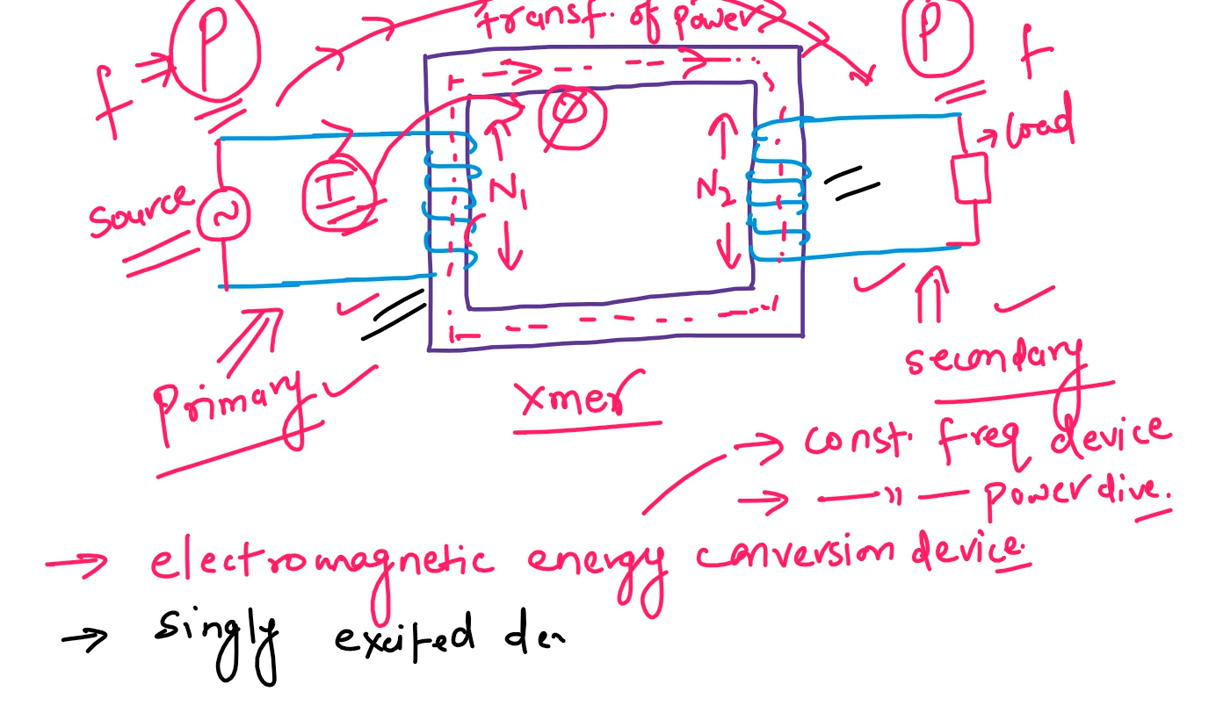 transf. of power
P
P
f
f
Load
I
Ø
Source
N1
N2
Primary
xmer
secondary
→ const. freq device
→ —— " —— power dive.
→ electromagnetic energy conversion device.
→ singly excited de